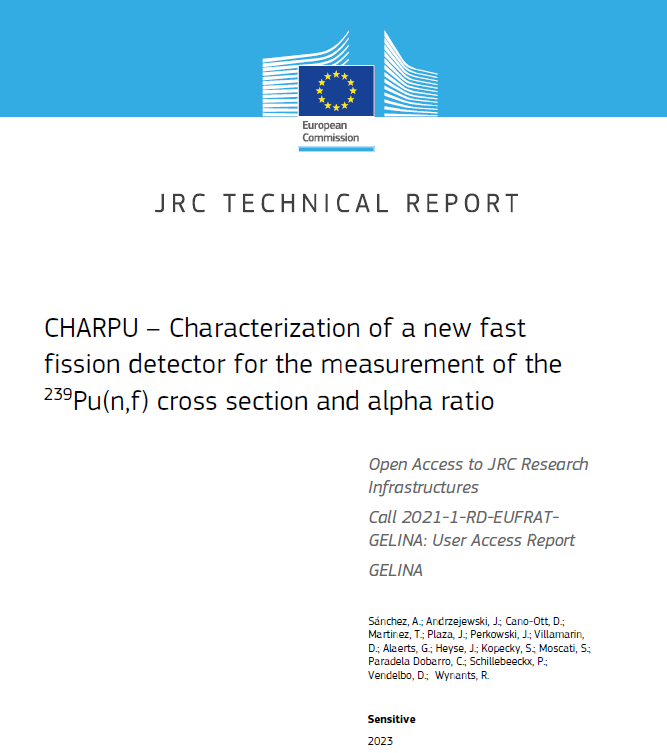 European
Commission
JRC TECHNICAL REPORT
CHARPU – Characterization of a new fast
fission detector for the measurement of the
²³⁹Pu(n,f) cross section and alpha ratio
Open Access to JRC Research
Infrastructures
Call 2021-1-RD-EUFRAT-
GELINA: User Access Report
GELINA
Sánchez, A.; Andrzejewski, J.; Cano-Ott, D.;
Martinez, T.; Plaza, J.; Perkowski, J.; Villamarin,
D.; Alaerts, G.; Heyse, J.; Kopecky, S.; Moscati, S.;
Paradela Dobarro, C.; Schillebeeckx, P.;
Vendelbo, D.; Wynants, R.
Sensitive
2023